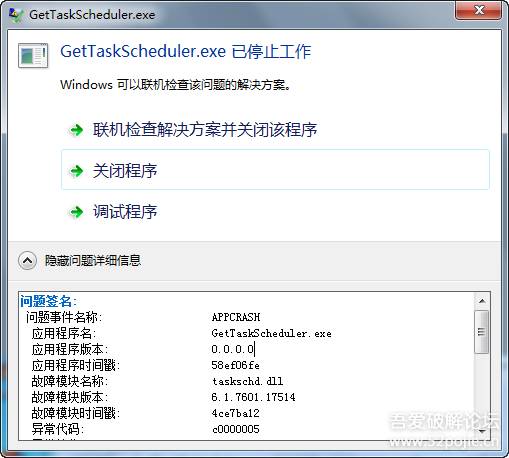 GetTaskScheduler.exe
GetTaskScheduler.exe 已停止工作
Windows 可以联机检查该问题的解决方案。
联机检查解决方案并关闭该程序
关闭程序
调试程序
隐藏问题详细信息
问题签名:
问题事件名称: APPCRASH
应用程序名: GetTaskScheduler.exe
应用程序版本: 0.0.0.0
应用程序时间戳: 58ef06fe
故障模块名称: taskschd.dll
故障模块版本: 6.1.7601.17514
故障模块时间戳: 4ce7ba12
异常代码: c0000005
吾爱破解论坛
www.52pojie.cn